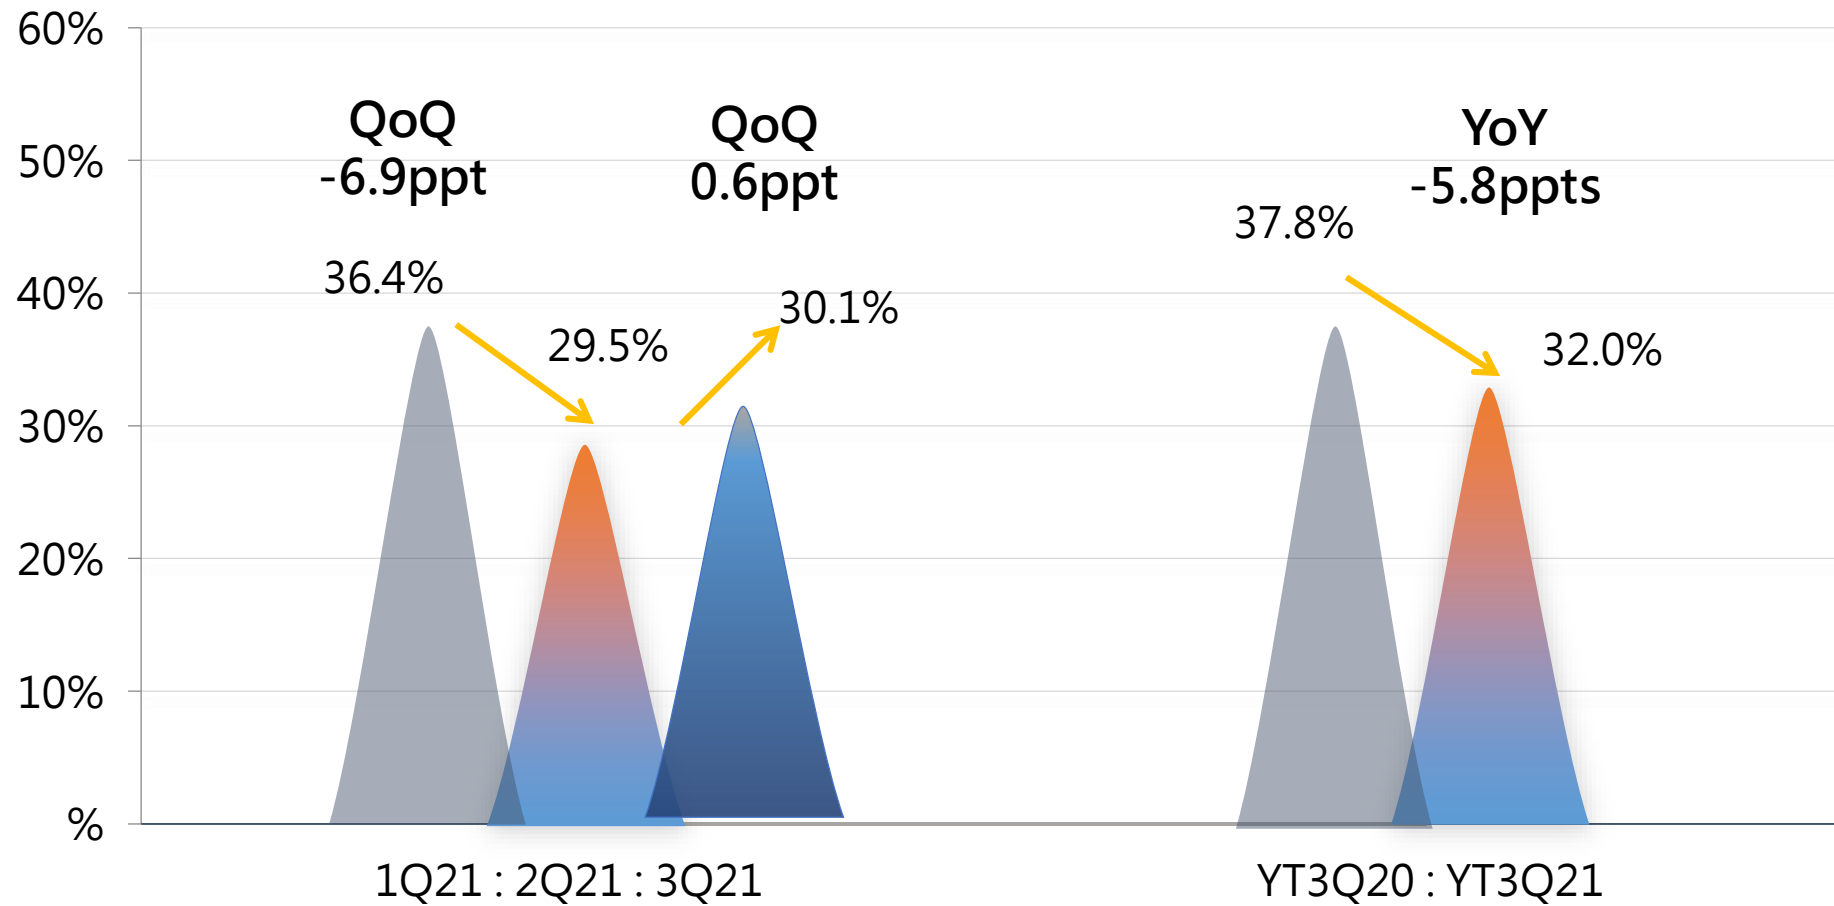 60%
50%
40%
30%
20%
10%
%
QoQ
-6.9ppt
QoQ
0.6ppt
YoY
-5.8ppts
36.4%
29.5%
30.1%
37.8%
32.0%
1Q21 : 2Q21 : 3Q21
YT3Q20 : YT3Q21